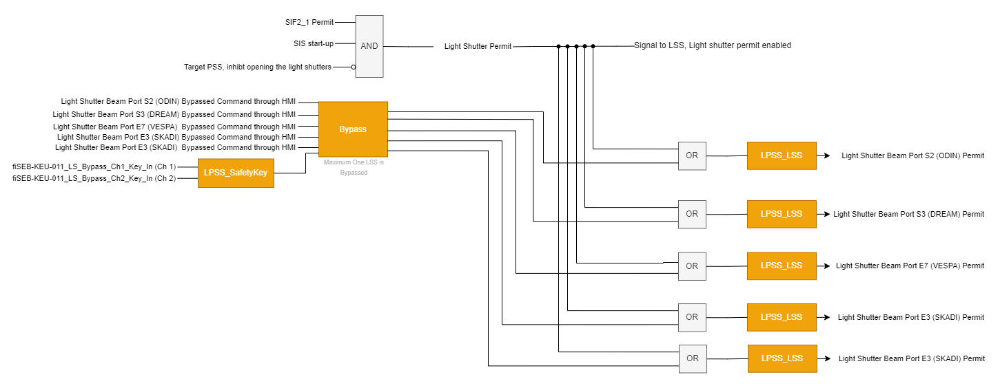 SIF2_1 Permit
SIS start-up
Target PSS, inhibt opening the light shutters
AND
Light Shutter Permit
Signal to LSS, Light shutter permit enabled
Light Shutter Beam Port S2 (ODIN) Bypassed Command through HMI
Light Shutter Beam Port S3 (DREAM) Bypassed Command through HMI
Light Shutter Beam Port E7 (VESPA) Bypassed Command through HMI
Light Shutter Beam Port E3 (SKADI) Bypassed Command through HMI
Light Shutter Beam Port E3 (SKADI) Bypassed Command through HMI
Bypass
Maximum One LSS is
Bypassed
fiSEB-KEU-011_LS_Bypass_Ch1_Key_In (Ch 1)
fiSEB-KEU-011_LS_Bypass_Ch2_Key_In (Ch 2)
LPSS_SafetyKey
OR
LPSS_LSS
Light Shutter Beam Port S2 (ODIN) Permit
OR
LPSS_LSS
Light Shutter Beam Port S3 (DREAM) Permit
OR
LPSS_LSS
Light Shutter Beam Port E7 (VESPA) Permit
OR
LPSS_LSS
Light Shutter Beam Port E3 (SKADI) Permit
OR
LPSS_LSS
Light Shutter Beam Port E3 (SKADI) Permit